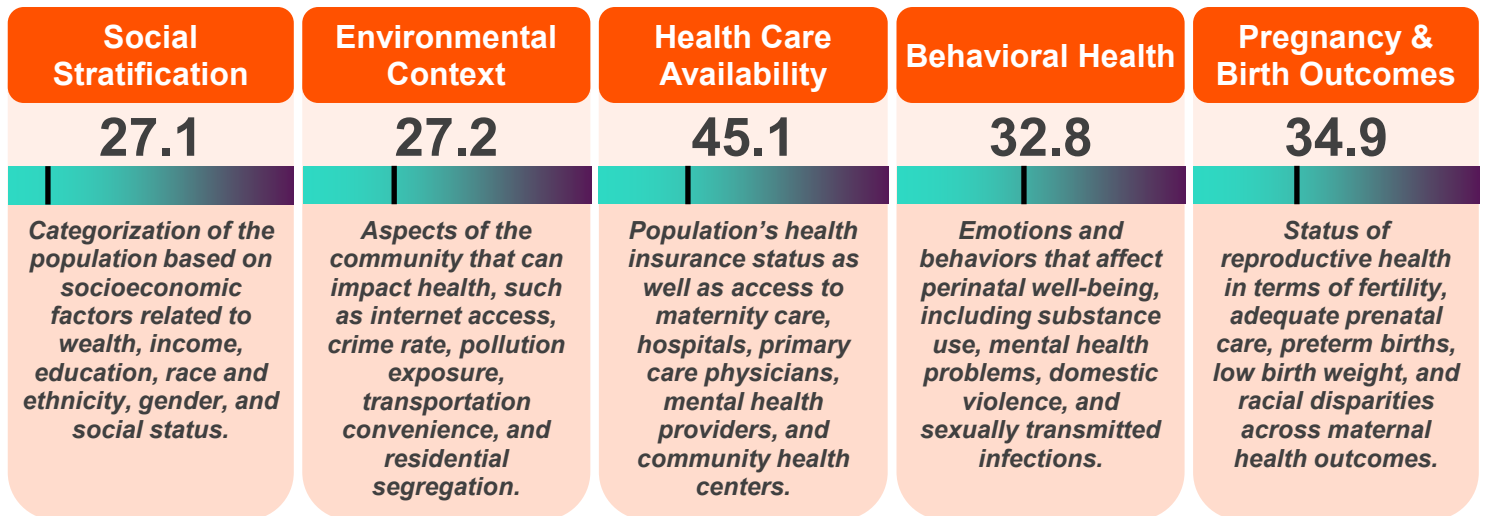 Social
Stratification
27.1
Categorization of the
population based on
socioeconomic
factors related to
wealth, income,
education, race and
ethnicity, gender, and
social status.
Environmental
Context
27.2
Aspects of the
community that can
impact health, such
as internet access,
crime rate, pollution
exposure,
transportation
convenience, and
residential
segregation.
Health Care
Availability
45.1
Population’s health
insurance status as
well as access to
maternity care,
hospitals, primary
care physicians,
mental health
providers, and
community health
centers.
Behavioral Health
32.8
Emotions and
behaviors that affect
perinatal well-being,
including substance
use, mental health
problems, domestic
violence, and
sexually transmitted
infections.
Pregnancy &
Birth Outcomes
34.9
Status of
reproductive health
in terms of fertility,
adequate prenatal
care, preterm births,
low birth weight, and
racial disparities
across maternal
health outcomes.